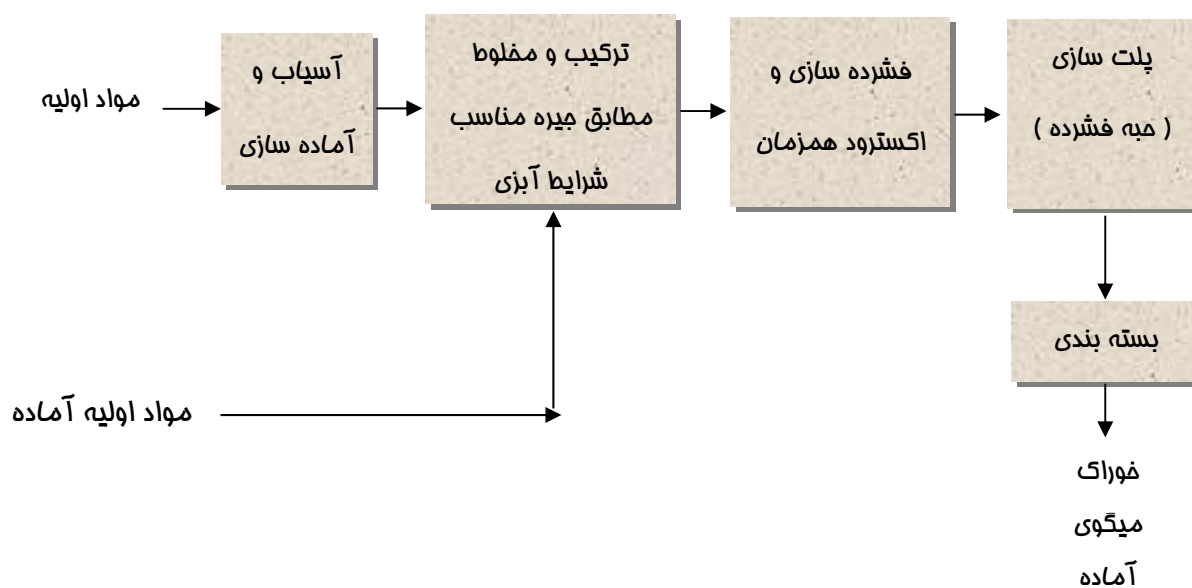 مواد اولیه
آسیاب و
آماده سازی
ترکیب و مخلوط
مطابق جیره مناسب
شرایط آبزی
فشرده سازی و
اکسترود همزمان
پلت سازی
( حبه فشرده )
بسته بندی
مواد اولیه آماده
خوراک
میگوی
آماده